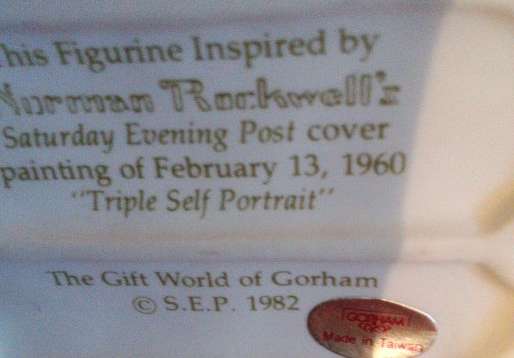 his Figurine Inspired by
Norman Rockwell's
Saturday Evening Post cover
painting of February 13, 1960
"Triple Self Portrait"
The Gift World of Gorham
© S.E.P. 1982
GORHAM
Made in Taiwan